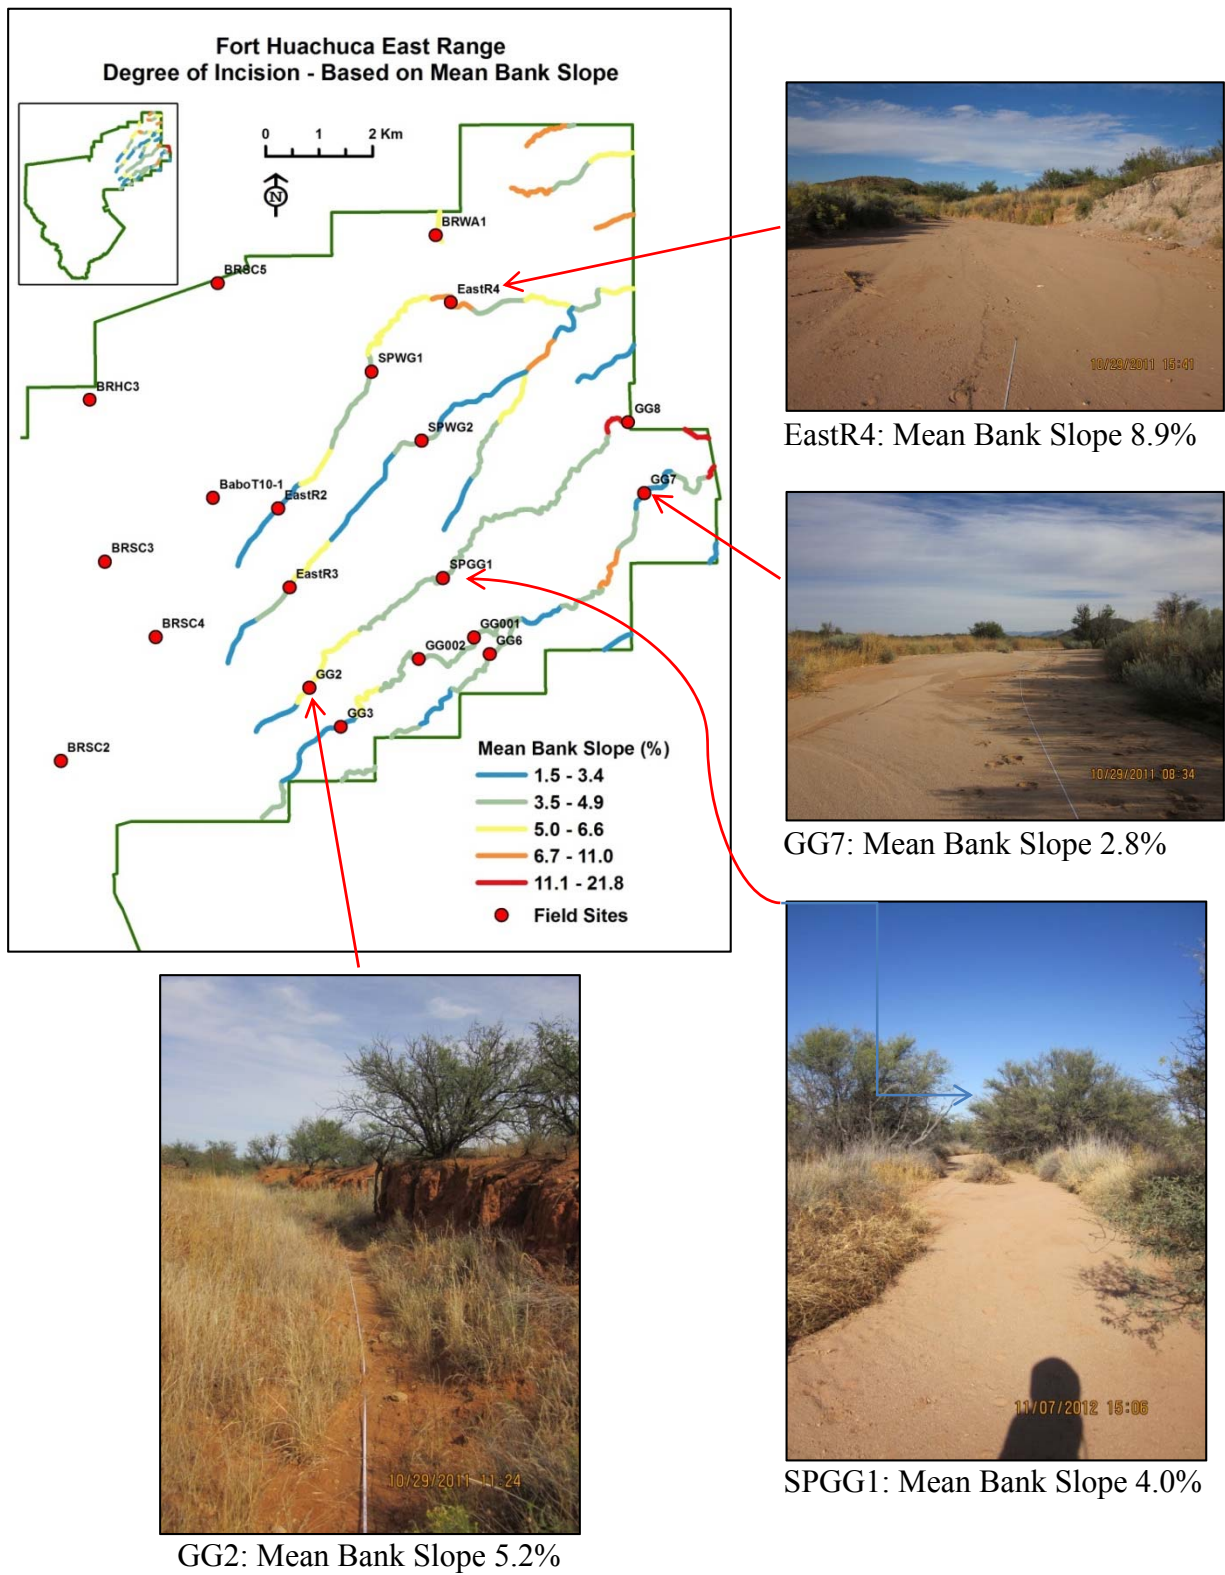 Fort Huachuca East Range
Degree of Incision - Based on Mean Bank Slope
0 1 2 Km
N
BRWA1
BRSC5
EastR4
SPWG1
BRHC3
GG8
SPWG2
GG7
BaboT10-1
EastR2
BRSC3
EastR3
SPGG1
BRSC4
GG001
GG002
GG6
GG2
GG3
BRSC2
Mean Bank Slope (%)
1.5 - 3.4
3.5 - 4.9
5.0 - 6.6
6.7 - 11.0
11.1 - 21.8
Field Sites
10/29/2011 15:41
EastR4: Mean Bank Slope 8.9%
10/29/2011 08:34
GG7: Mean Bank Slope 2.8%
11/07/2012 15:06
SPGG1: Mean Bank Slope 4.0%
10/29/2011 11:24
GG2: Mean Bank Slope 5.2%